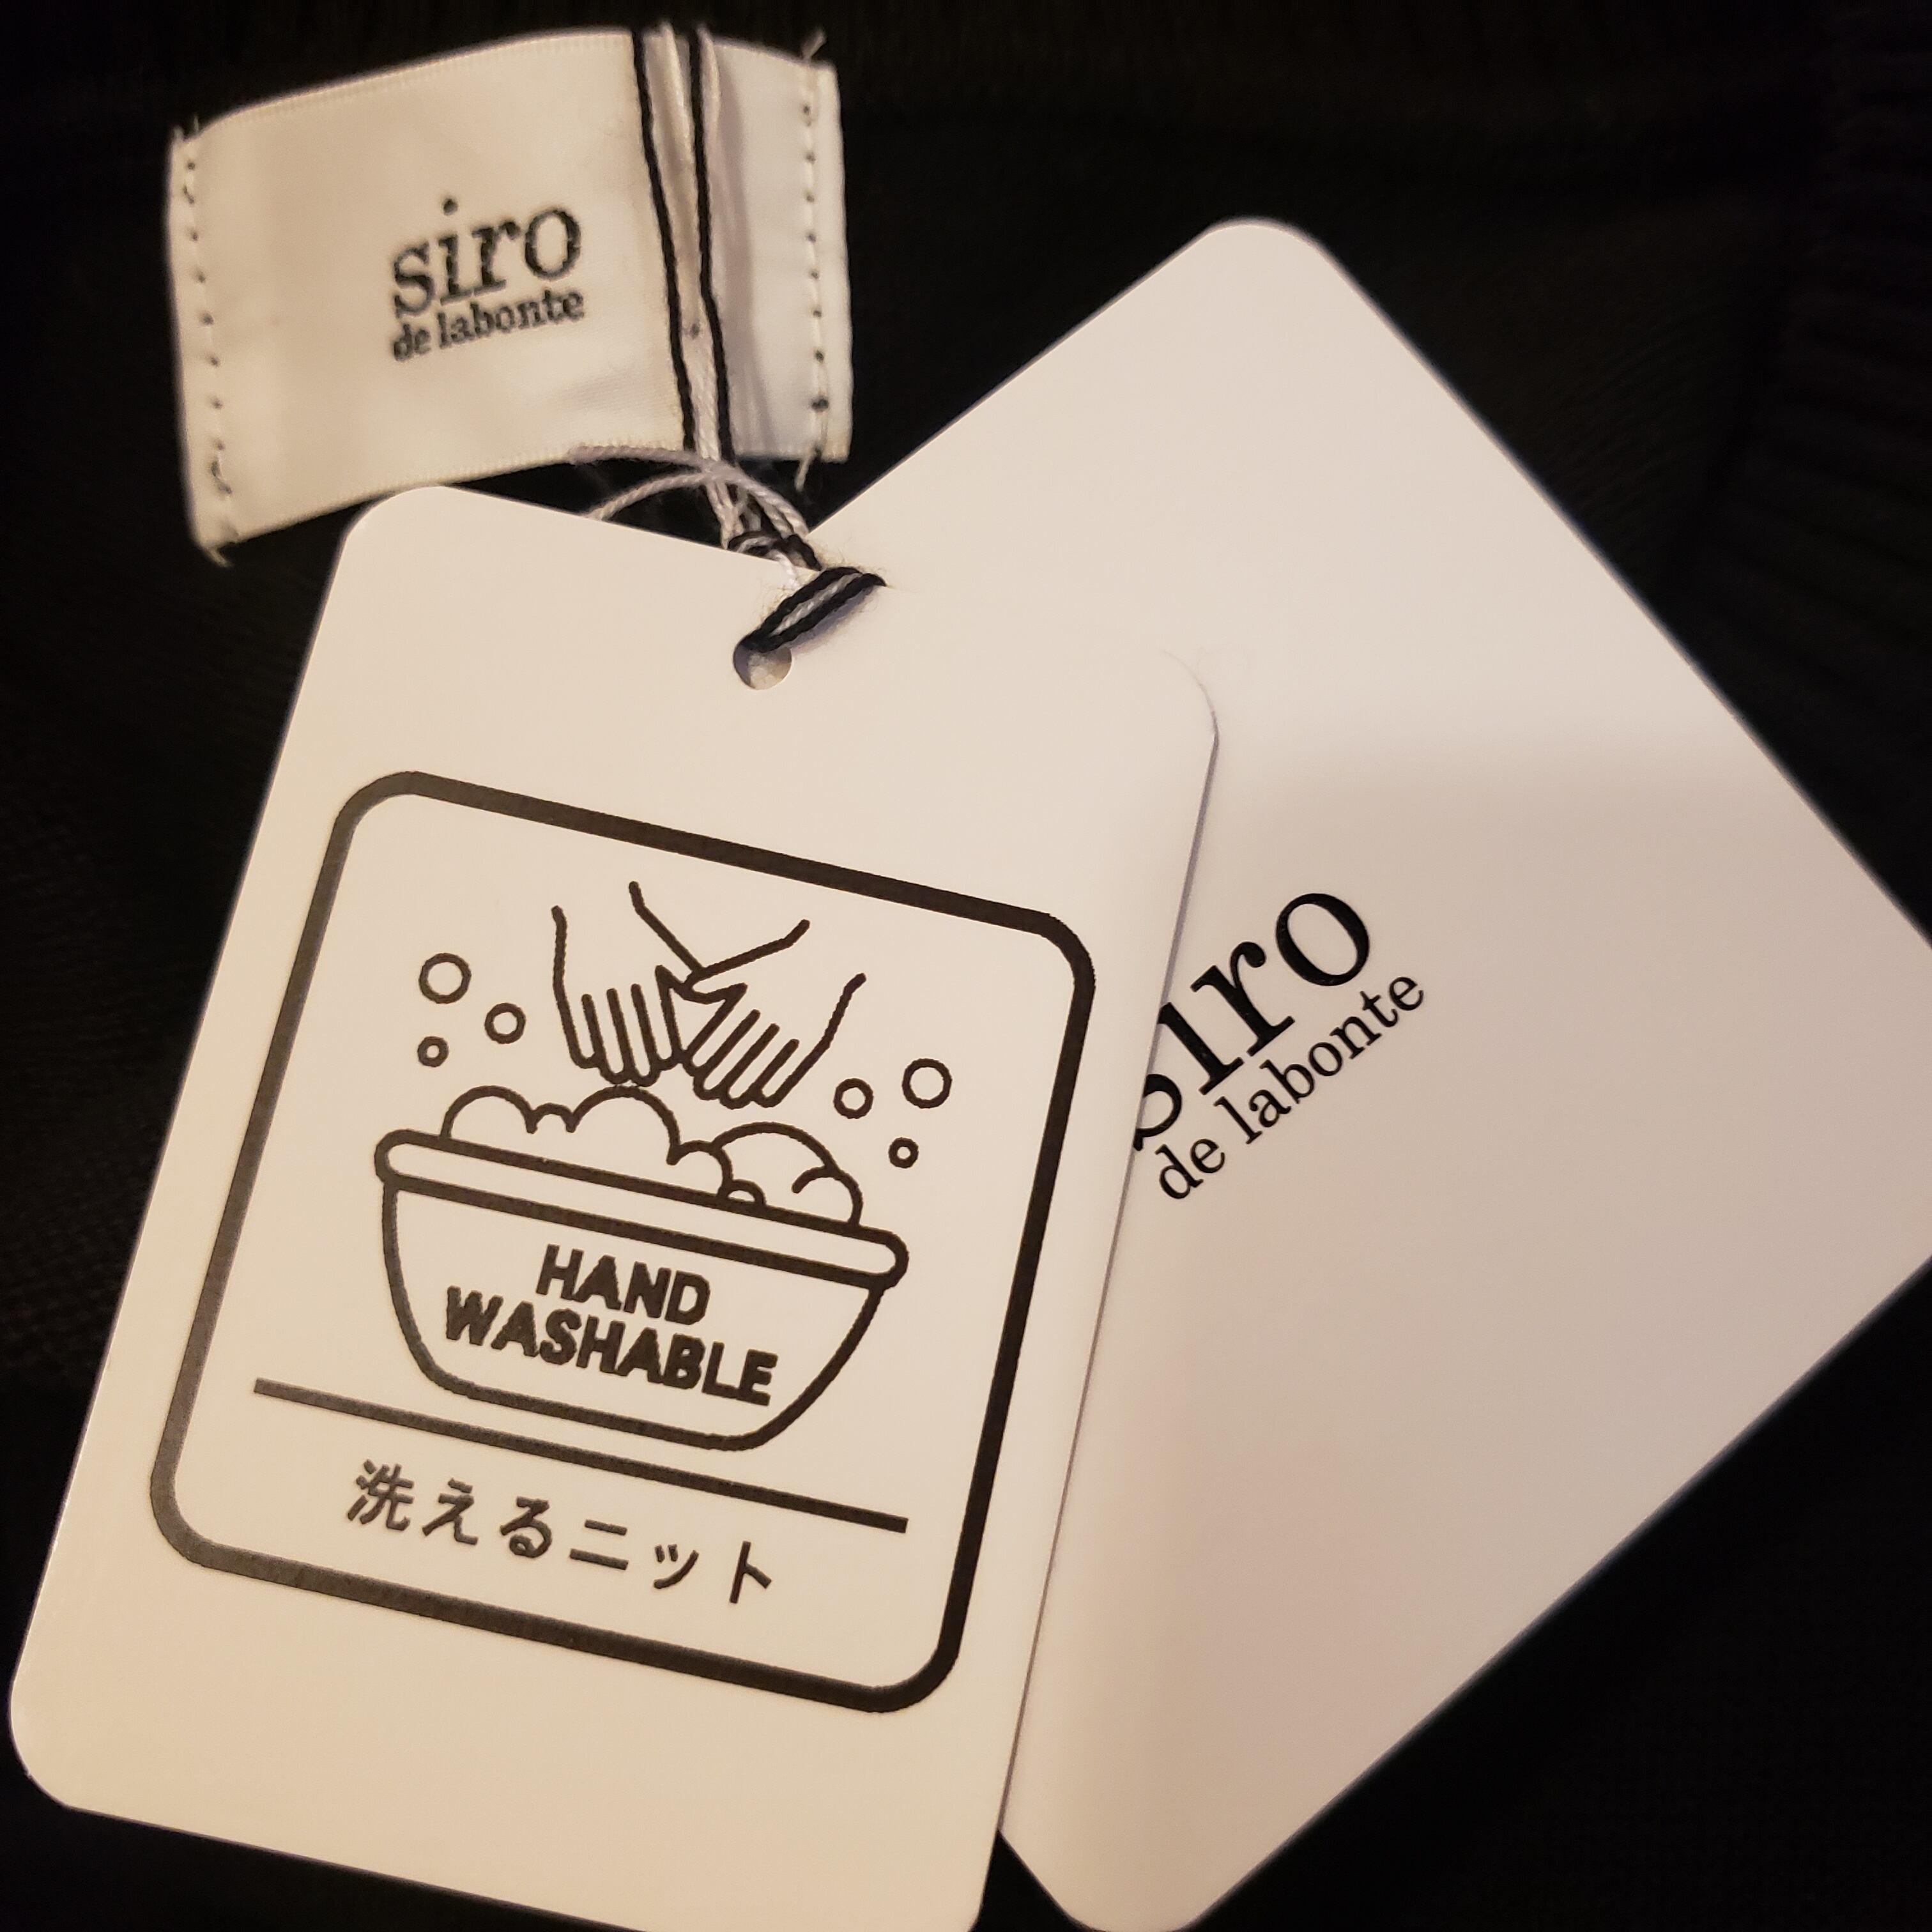 siro
de labonte
siro
de labonte
HAND
WASHABLE
洗えるニット